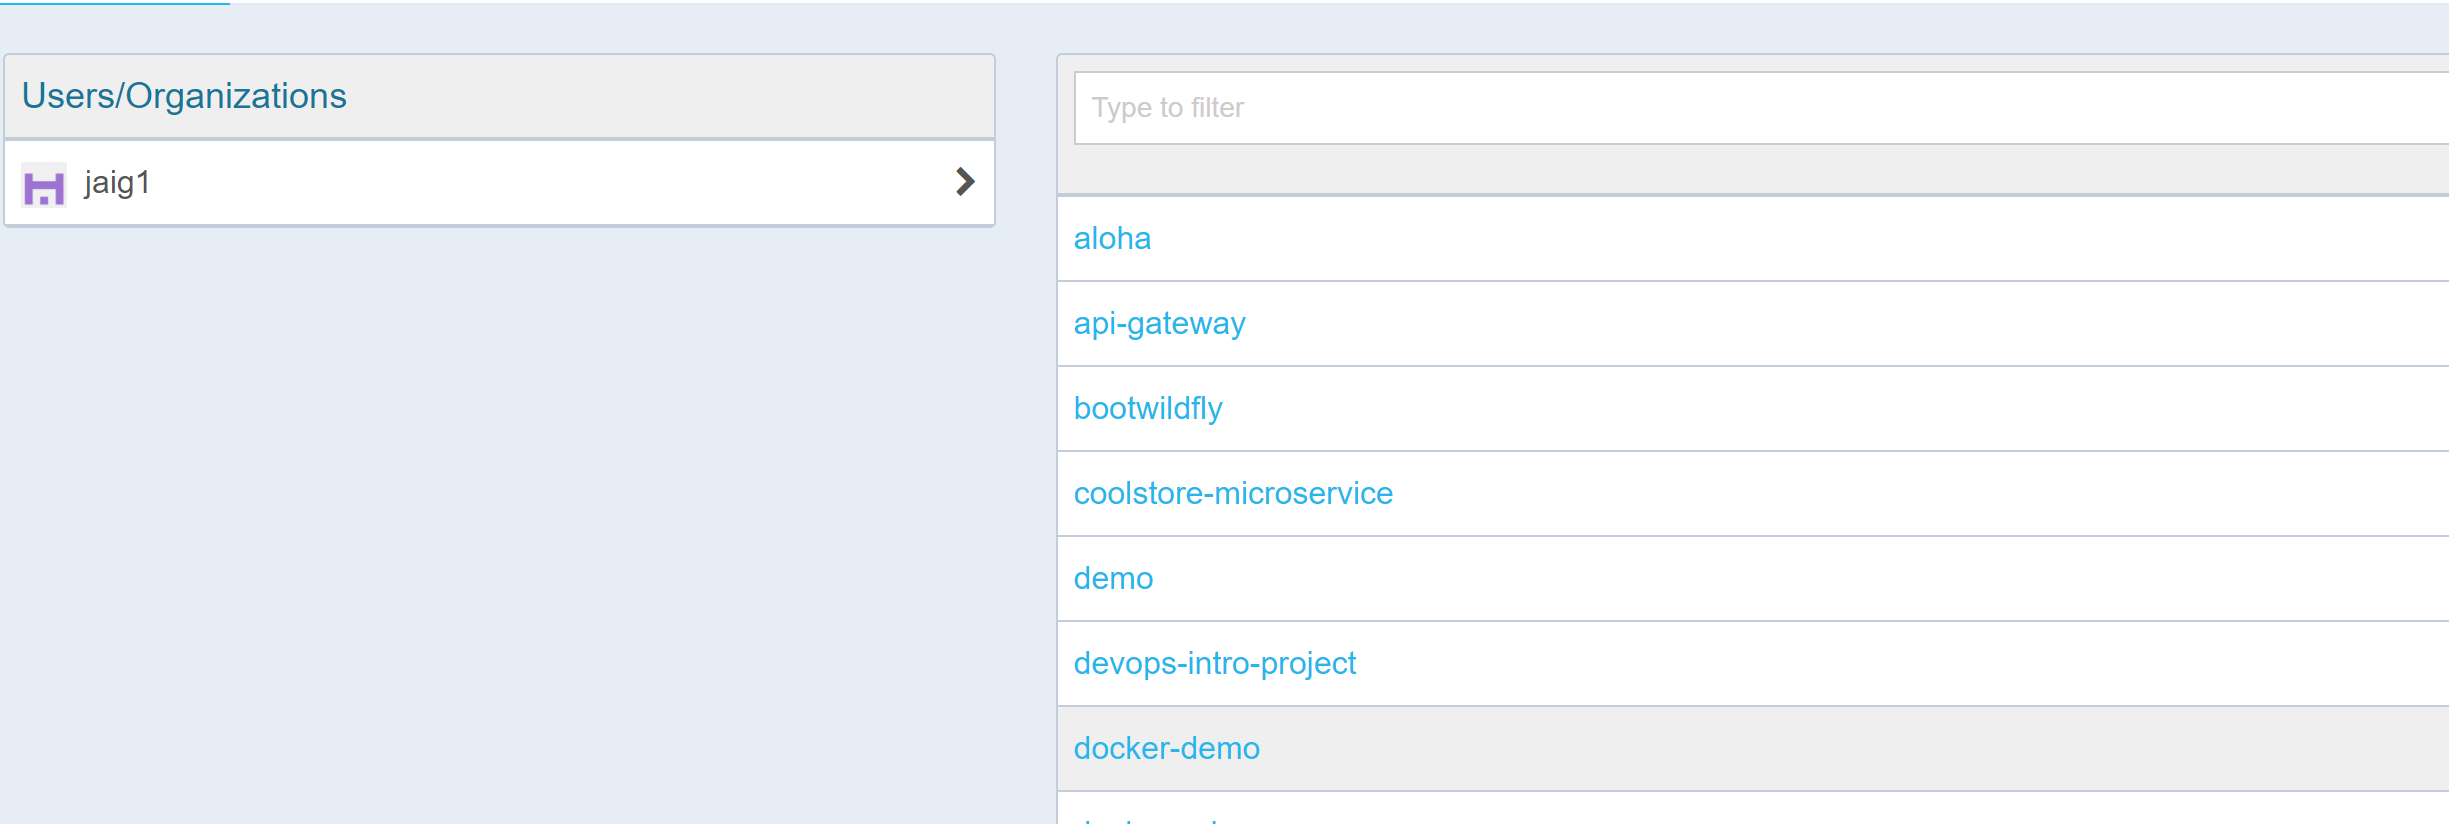 Users/Organizations
jaig1
Type to filter
aloha
api-gateway
bootwildfly
coolstore-microservice
demo
devops-intro-project
docker-demo